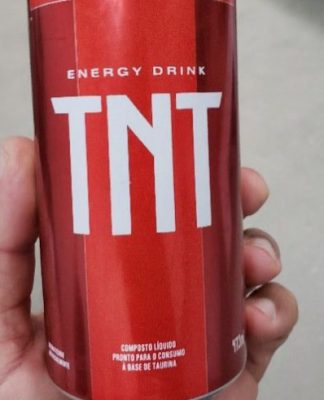 ENERGY DRINK
TNT
COMPOSTO LÍQUIDO
PRONTO PARA O CONSUMO
À BASE DE TAURINA